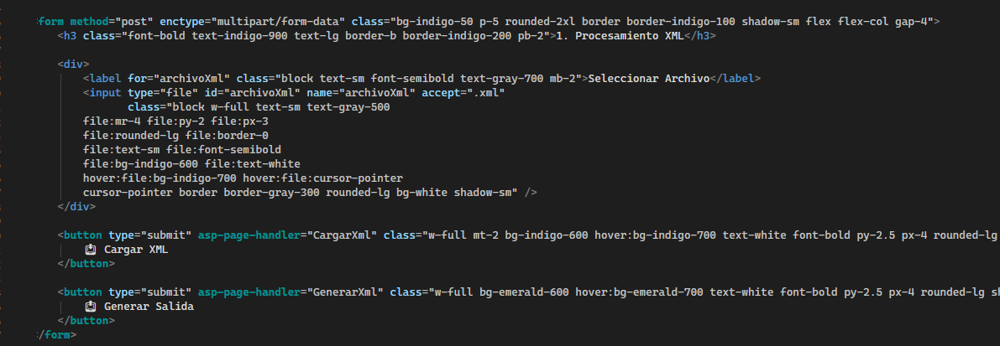 form method="post" enctype="multipart/form-data" class="bg-indigo-50 p-5 rounded-2xl border border-indigo-100 shadow-sm flex flex-col gap-4">
<h3 class="font-bold text-indigo-900 text-lg border-b border-indigo-200 pb-2">1. Procesamiento XML</h3>
<div>
<label for="archivoXml" class="block text-sm font-semibold text-gray-700 mb-2">Seleccionar Archivo</label>
<input type="file" id="archivoXml" name="archivoXml" accept=".xml"
class="block w-full text-sm text-gray-500
file:mr-4 file:py-2 file:px-3
file:rounded-lg file:border-0
file:text-sm file:font-semibold
file:bg-indigo-600 file:text-white
hover:file:bg-indigo-700 hover:file:cursor-pointer
cursor-pointer border border-gray-300 rounded-lg bg-white shadow-sm" />
</div>
<button type="submit" asp-page-handler="CargarXml" class="w-full mt-2 bg-indigo-600 hover:bg-indigo-700 text-white font-bold py-2.5 px-4 rounded-lg
📤 Cargar XML
</button>
<button type="submit" asp-page-handler="GenerarXml" class="w-full bg-emerald-600 hover:bg-emerald-700 text-white font-bold py-2.5 px-4 rounded-lg sh
📤 Generar Salida
</button>
/form>